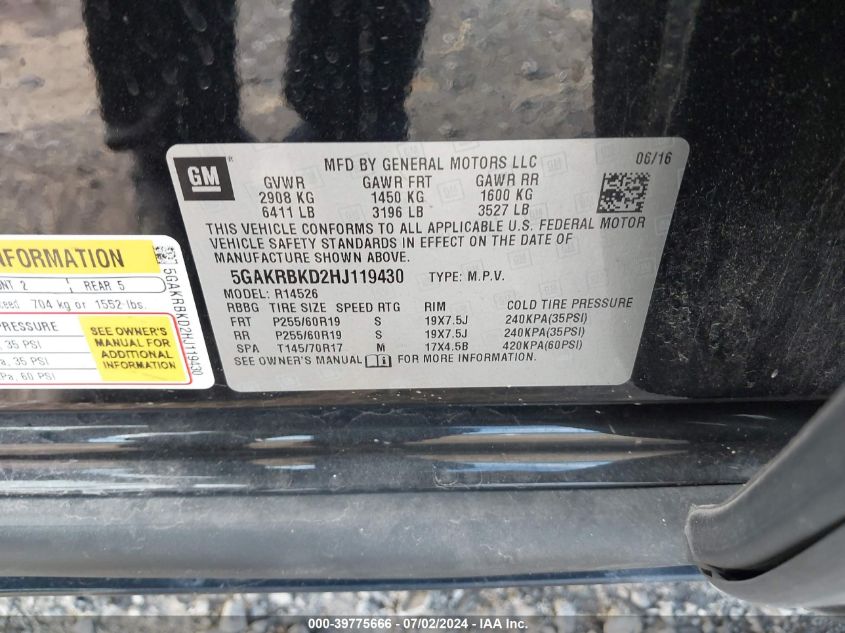 GM ®
MFD BY GENERAL MOTORS LLC 06/16
GVWR GAWR FRT GAWR RR
2908 KG 1450 KG 1600 KG
6411 LB 3196 LB 3527 LB
THIS VEHICLE CONFORMS TO ALL APPLICABLE U.S. FEDERAL MOTOR
VEHICLE SAFETY STANDARDS IN EFFECT ON THE DATE OF
MANUFACTURE SHOWN ABOVE.
5GAKRBKD2HJ119430 TYPE: M.P.V.
MODEL: R14526
RBBG TIRE SIZE SPEED RTG RIM COLD TIRE PRESSURE
FRT P255/60R19 S 19X7.5J 240KPA(35PSI)
RR P255/60R19 S 19X7.5J 240KPA(35PSI)
SPA T145/70R17 M 17X4.5B 420KPA(60PSI)
SEE OWNER'S MANUAL FOR MORE INFORMATION.
NFORMATION
NT 2 REAR 5
704 kg or 1552 lbs.
, 35 PSI
a, 35 PSI
Pa, 60 PSI
SEE OWNER'S
MANUAL FOR
ADDITIONAL
INFORMATION
5GAKRBKD2HJ119430
000-39775666 - 07/02/2024 - IAA Inc.